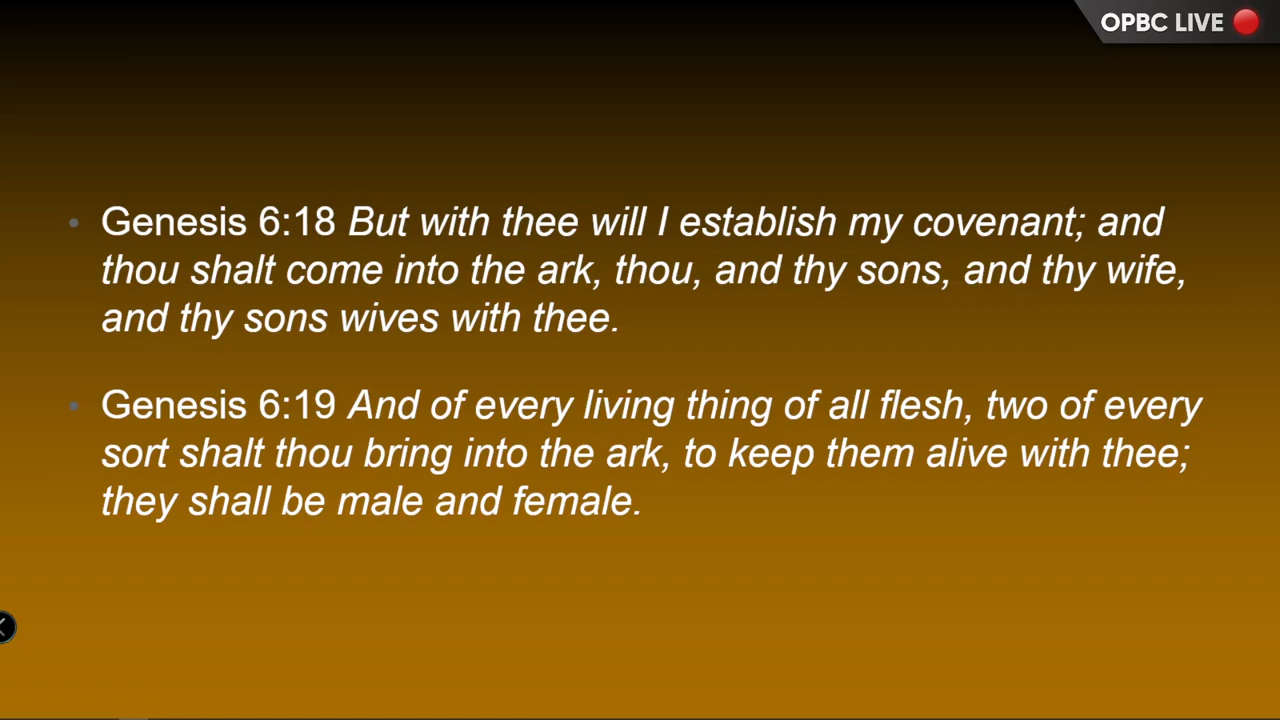 OPBC LIVE
• Genesis 6:18 But with thee will I establish my covenant; and
thou shalt come into the ark, thou, and thy sons, and thy wife,
and thy sons wives with thee.
• Genesis 6:19 And of every living thing of all flesh, two of every
sort shalt thou bring into the ark, to keep them alive with thee;
they shall be male and female.